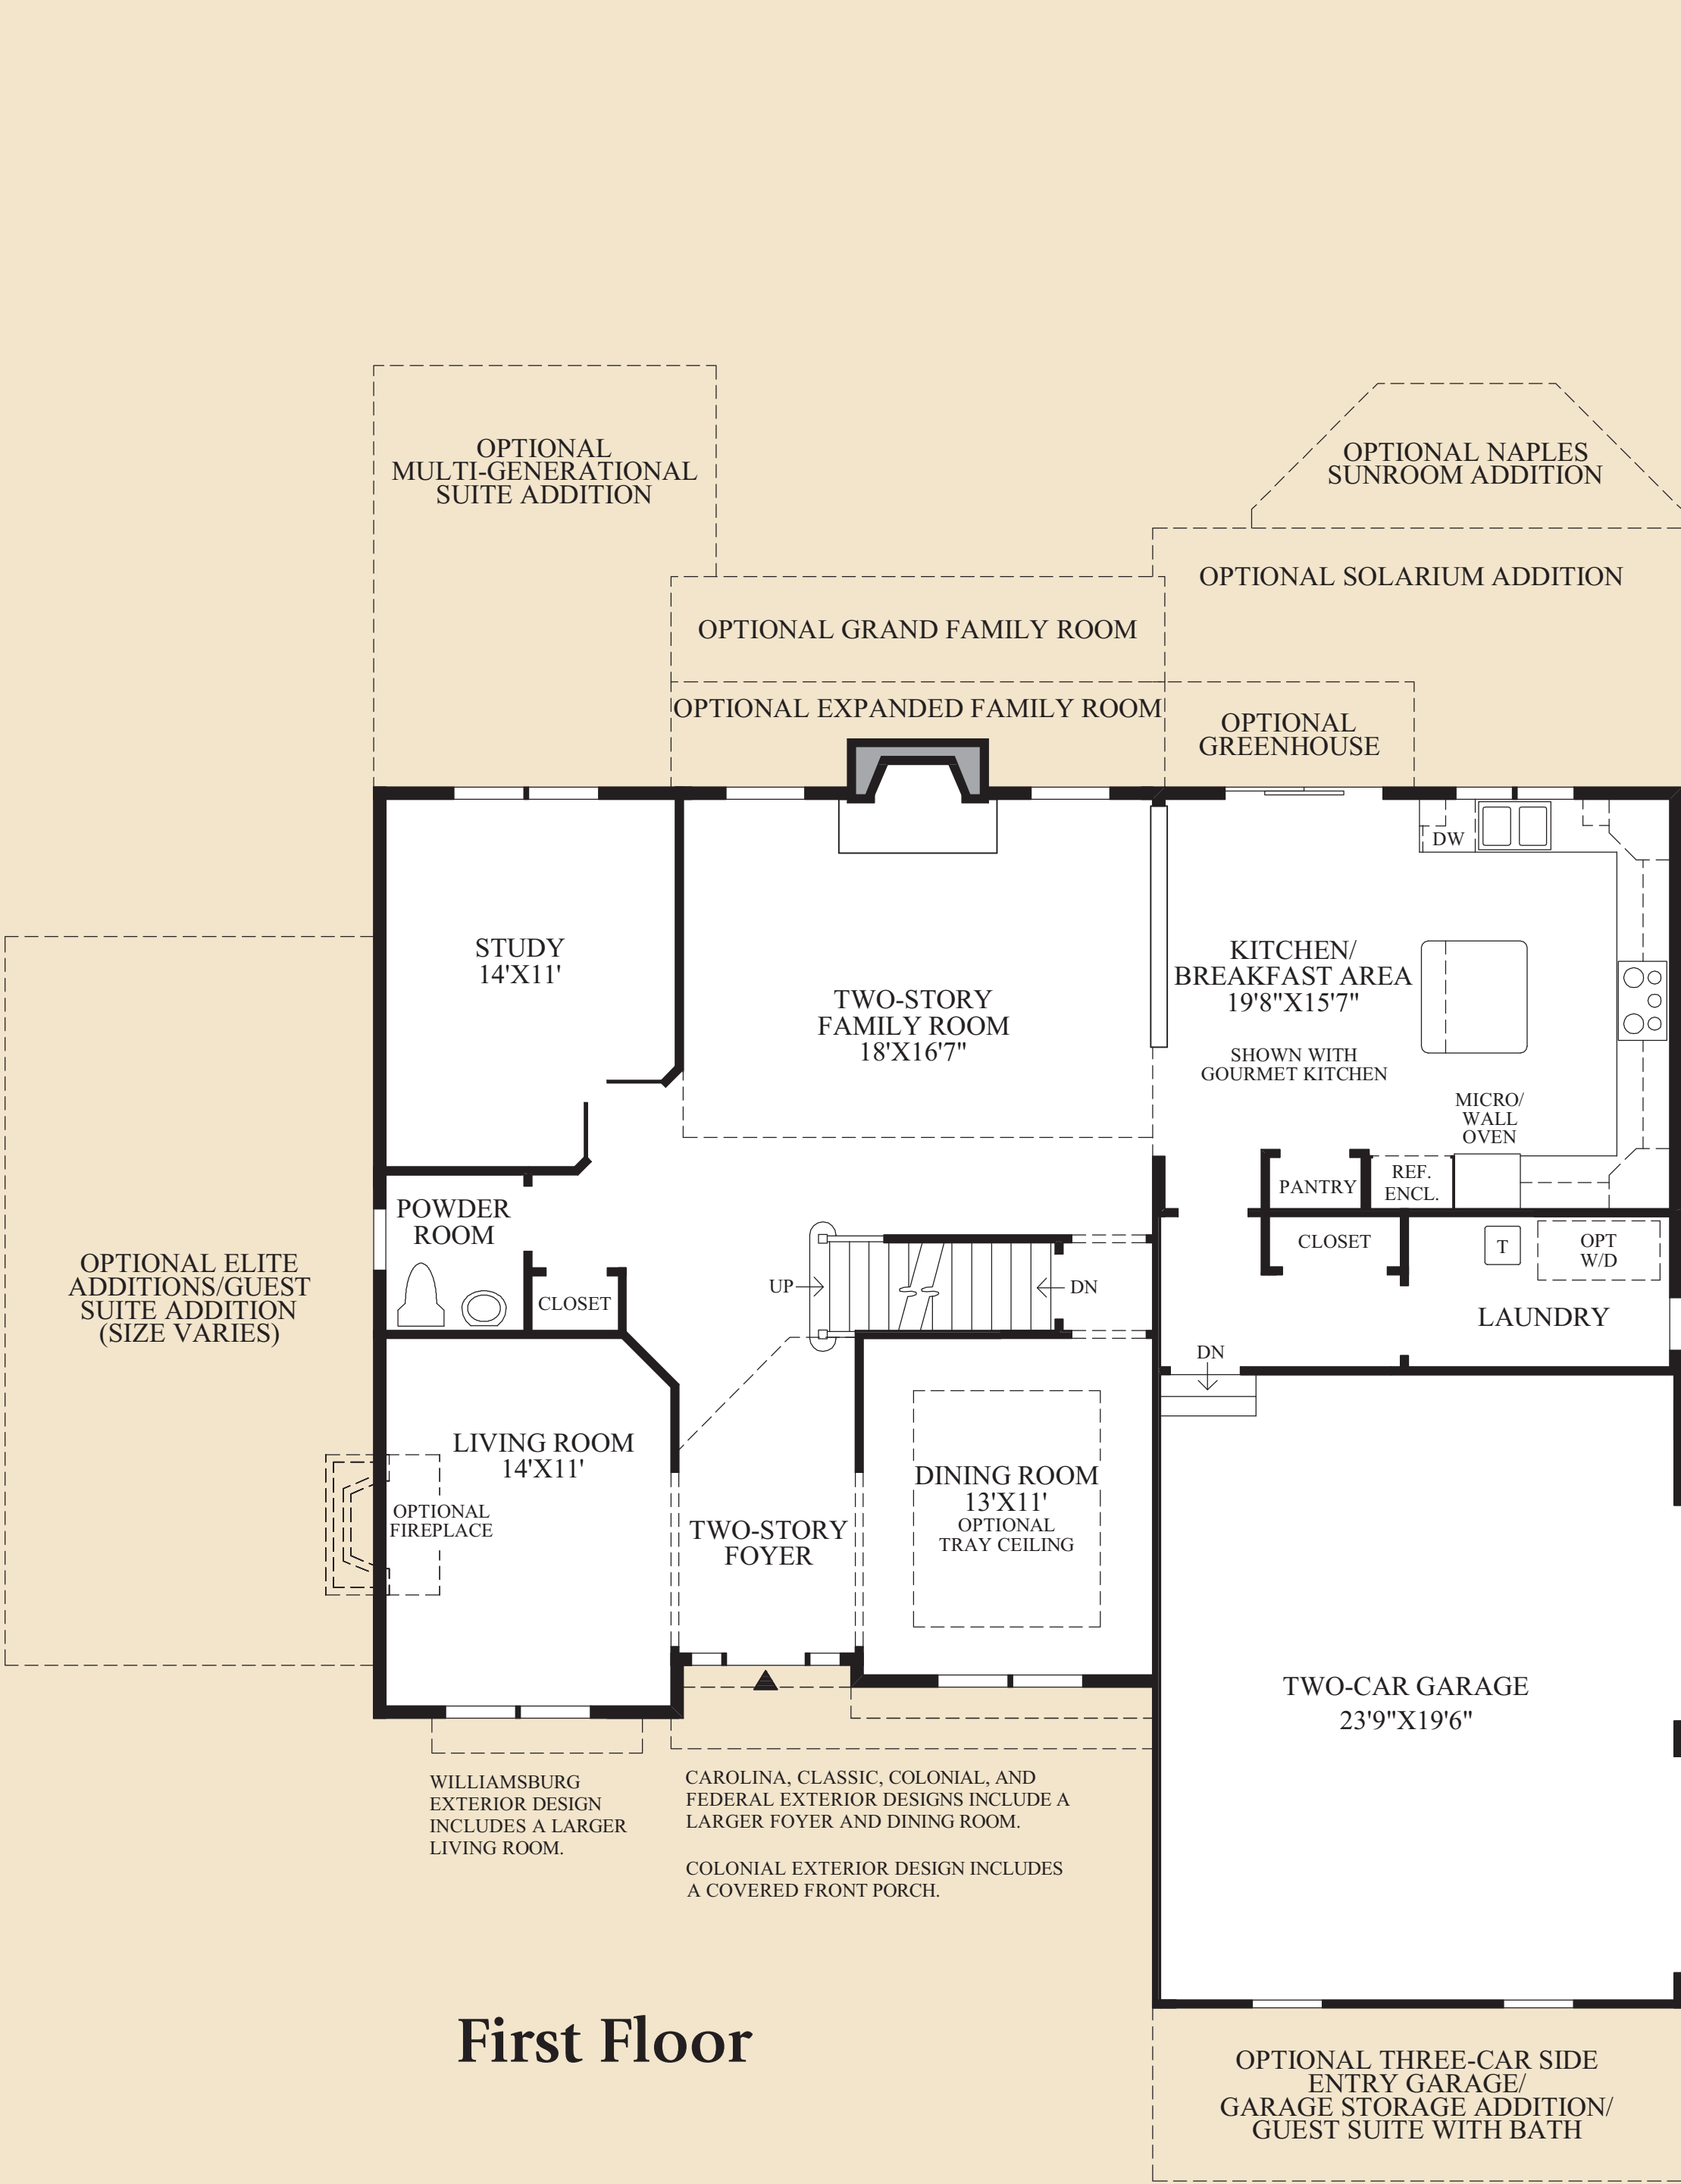 OPTIONAL
MULTI-GENERATIONAL
SUITE ADDITION
OPTIONAL NAPLES
SUNROOM ADDITION
OPTIONAL SOLARIUM ADDITION
OPTIONAL GRAND FAMILY ROOM
OPTIONAL EXPANDED FAMILY ROOM
OPTIONAL
GREENHOUSE
DW
STUDY
14'X11'
TWO-STORY
FAMILY ROOM
18'X16'7"
KITCHEN/
BREAKFAST AREA
19'8"X15'7"
SHOWN WITH
GOURMET KITCHEN
MICRO/
WALL
OVEN
PANTRY
REF.
ENCL.
POWDER
ROOM
CLOSET
UP
DN
CLOSET
T
OPT
W/D
LAUNDRY
DN
OPTIONAL ELITE
ADDITIONS/GUEST
SUITE ADDITION
(SIZE VARIES)
LIVING ROOM
14'X11'
OPTIONAL
FIREPLACE
TWO-STORY
FOYER
DINING ROOM
13'X11'
OPTIONAL
TRAY CEILING
TWO-CAR GARAGE
23'9"X19'6"
WILLIAMSBURG
EXTERIOR DESIGN
INCLUDES A LARGER
LIVING ROOM.
CAROLINA, CLASSIC, COLONIAL, AND
FEDERAL EXTERIOR DESIGNS INCLUDE A
LARGER FOYER AND DINING ROOM.
COLONIAL EXTERIOR DESIGN INCLUDES
A COVERED FRONT PORCH.
First Floor
OPTIONAL THREE-CAR SIDE
ENTRY GARAGE/
GARAGE STORAGE ADDITION/
GUEST SUITE WITH BATH